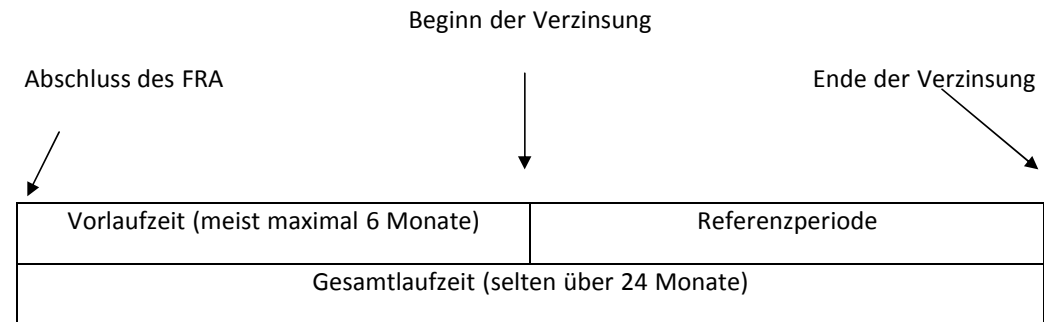 Beginn der Verzinsung
Abschluss des FRA
Ende der Verzinsung
Vorlaufzeit (meist maximal 6 Monate)
Referenzperiode
Gesamtlaufzeit (selten über 24 Monate)